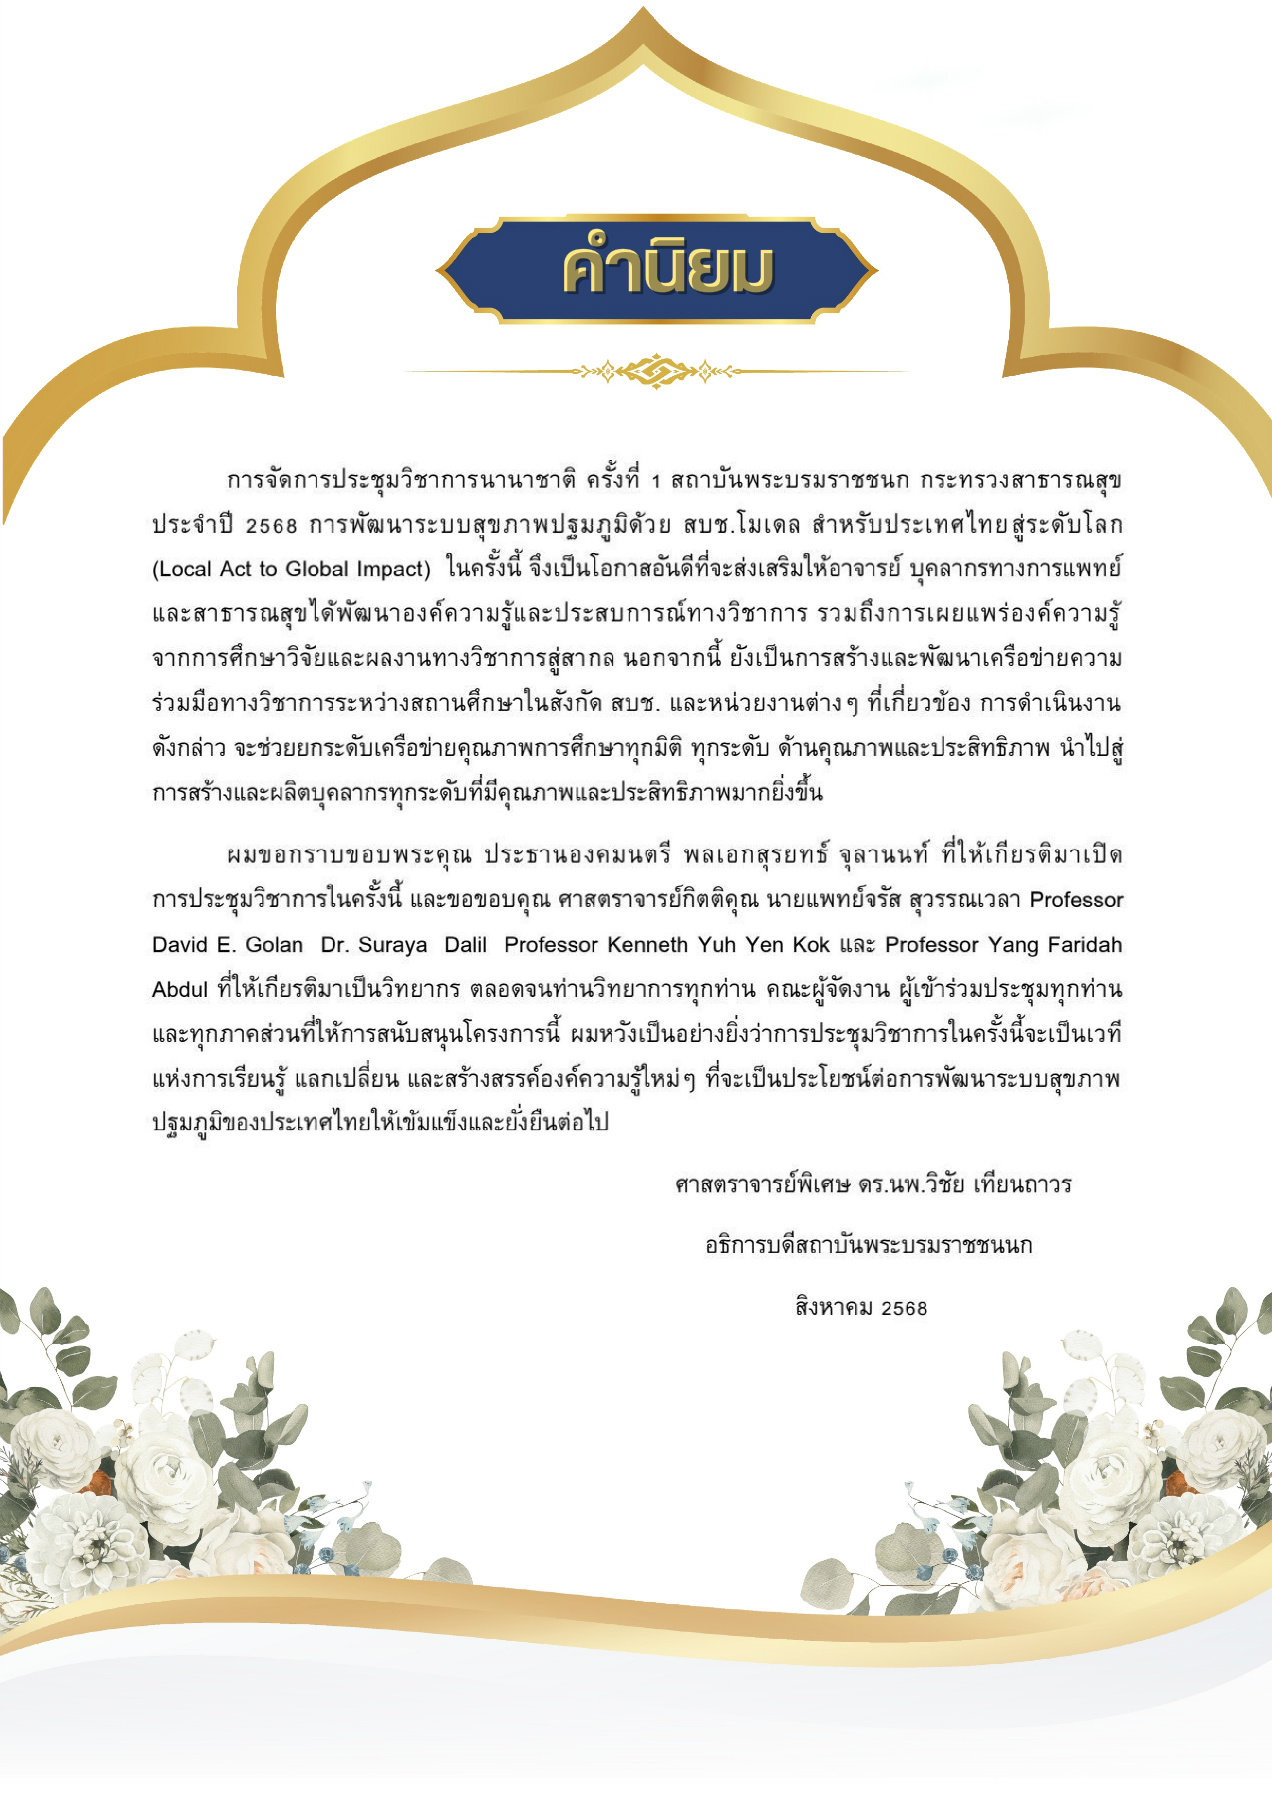 คำนิยม
การจัดการประชุมวิชาการนานาชาติ ครั้งที่ 1 สถาบันพระบรมราชชนก กระทรวงสาธารณสุข
ประจำปี 2568 การพัฒนาระบบสุขภาพปฐมภูมิด้วย สบช.โมเดล สำหรับประเทศไทยสู่ระดับโลก
(Local Act to Global Impact) ในครั้งนี้ จึงเป็นโอกาสอันดีที่จะส่งเสริมให้อาจารย์ บุคลากรทางการแพทย์
และสาธารณสุขได้พัฒนาองค์ความรู้และประสบการณ์ทางวิชาการ รวมถึงการเผยแพร่องค์ความรู้
จากการศึกษาวิจัยและผลงานทางวิชาการสู่สากล นอกจากนี้ ยังเป็นการสร้างและพัฒนาเครือข่ายความ
ร่วมมือทางวิชาการระหว่างสถานศึกษาในสังกัด สบช. และหน่วยงานต่างๆ ที่เกี่ยวข้อง การดำเนินงาน
ดังกล่าว จะช่วยยกระดับเครือข่ายคุณภาพการศึกษาทุกมิติ ทุกระดับ ด้านคุณภาพและประสิทธิภาพ นำไปสู่
การสร้างและผลิตบุคลากรทุกระดับที่มีคุณภาพและประสิทธิภาพมากยิ่งขึ้น
ผมขอกราบขอบพระคุณ ประธานองคมนตรี พลเอกสุรยุทธ์ จุลานนท์ ที่ให้เกียรติมาเปิด
การประชุมวิชาการในครั้งนี้ และขอขอบคุณ ศาสตราจารย์กิตติคุณ นายแพทย์จรัส สุวรรณเวลา Professor
David E. Golan Dr. Suraya Dalil Professor Kenneth Yuh Yen Kok และ Professor Yang Faridah
Abdul ที่ให้เกียรติมาเป็นวิทยากร ตลอดจนท่านวิทยาการทุกท่าน คณะผู้จัดงาน ผู้เข้าร่วมประชุมทุกท่าน
และทุกภาคส่วนที่ให้การสนับสนุนโครงการนี้ ผมหวังเป็นอย่างยิ่งว่าการประชุมวิชาการในครั้งนี้จะเป็นเวที
แห่งการเรียนรู้ แลกเปลี่ยน และสร้างสรรค์องค์ความรู้ใหม่ๆ ที่จะเป็นประโยชน์ต่อการพัฒนาระบบสุขภาพ
ปฐมภูมิของประเทศไทยให้เข้มแข็งและยั่งยืนต่อไป
ศาสตราจารย์พิเศษ ดร.นพ.วิชัย เทียนถาวร
อธิการบดีสถาบันพระบรมราชชนนก
สิงหาคม 2568